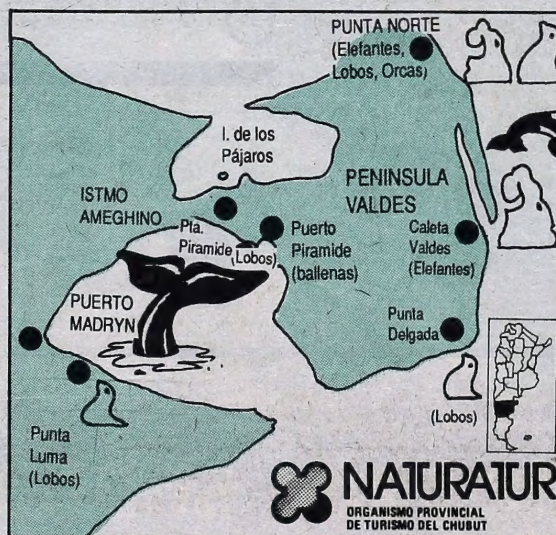 PUNTA NORTE
(Elefantes,
Lobos, Orcas)
I. de los
Pájaros
ISTMO
AMEGHINO
PENINSULA
VALDES
Pta.
Piramide (Lobos)
Puerto
Piramide
(ballenas)
Caleta
Valdes
(Elefantes)
PUERTO
MADRYN
Punta
Delgada
(Lobos)
Punta
Luma
(Lobos)
NATURATUR
ORGANISMO PROVINCIAL
DE TURISMO DEL CHUBUT